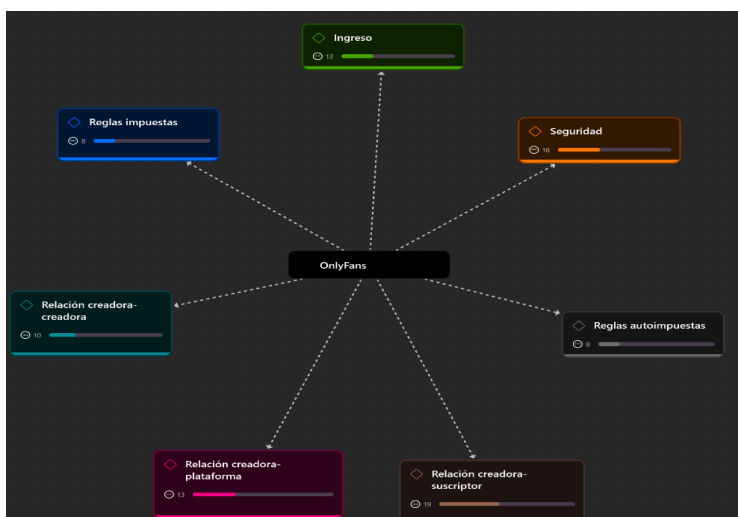 Ingreso
12
Reglas impuestas
8
Seguridad
16
OnlyFans
Relación creadora-
creadora
10
Reglas autoimpuestas
8
Relación creadora-
plataforma
13
Relación creadora-
suscriptor
19